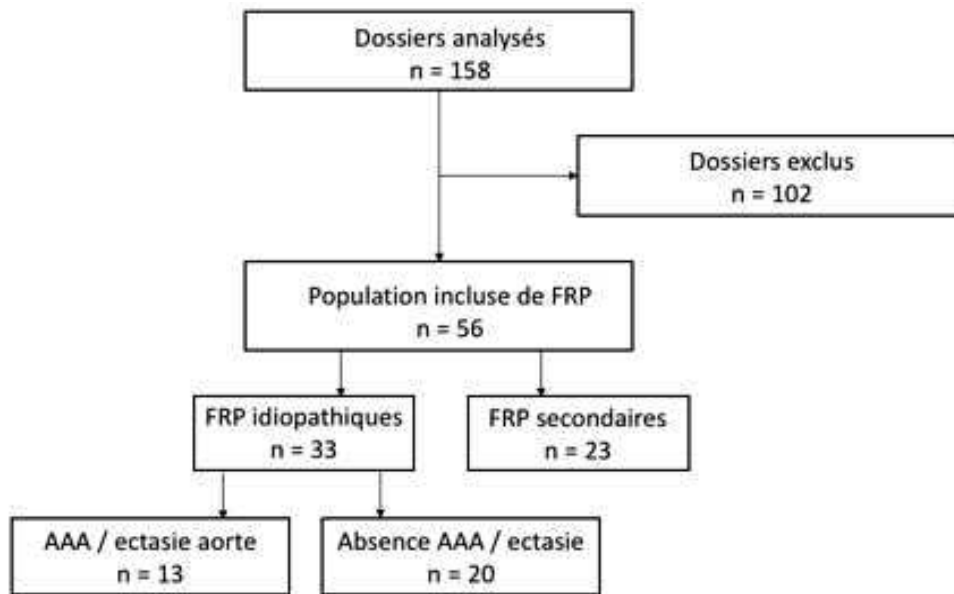 Dossiers analysés
n = 158
Dossiers exclus
n = 102
Population incluse de FRP
n = 56
FRP idiopathiques
n = 33
FRP secondaires
n = 23
AAA / ectasie aorte
n = 13
Absence AAA / ectasie
n = 20